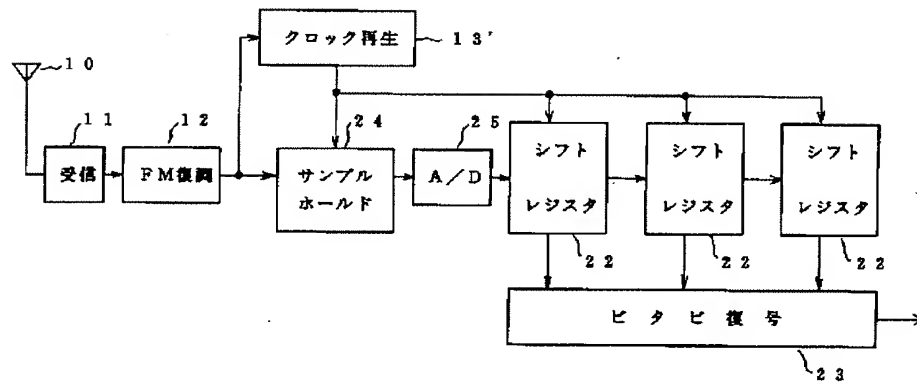 クロック再生
13'
10
11
12
24
25
受信
FM復調
サンプル
ホールド
A/D
シフト
レジスタ
シフト
レジスタ
シフト
レジスタ
22
22
22
ビタビ復号
23